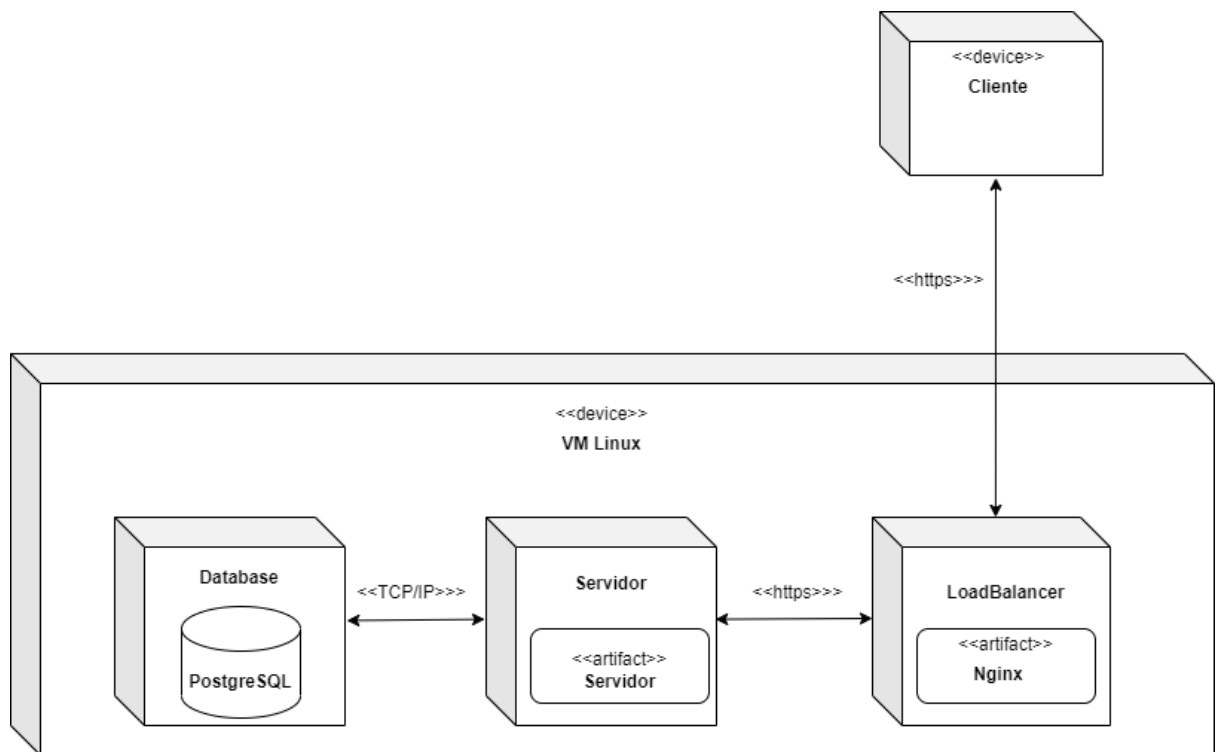 <<device>>
Cliente
<<https>>>
<<device>>
VM Linux
Database
PostgreSQL
<<TCP/IP>>>
Servidor
<<artifact>>
Servidor
<<https>>>
LoadBalancer
<<artifact>>
Nginx